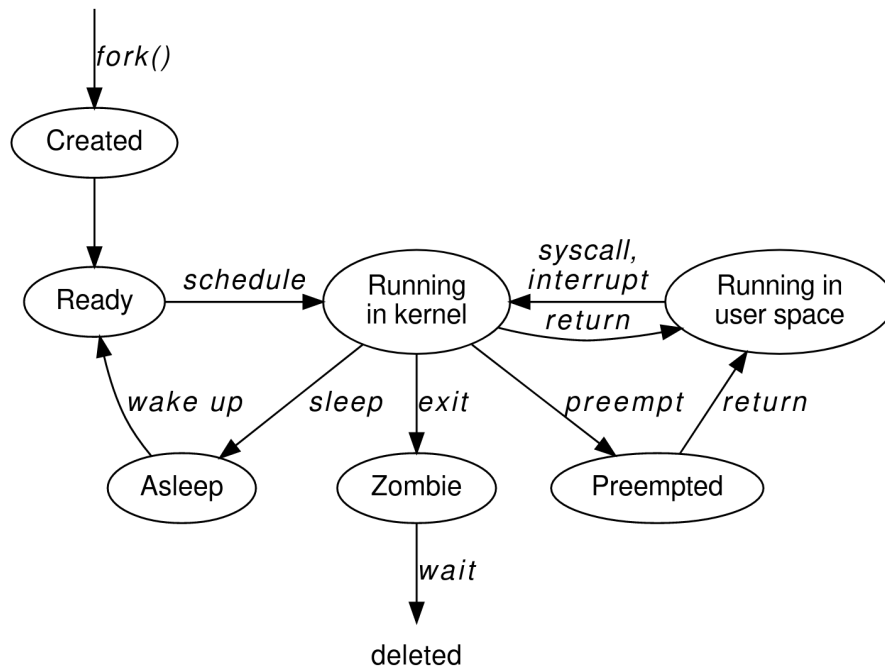 fork()
Created
Ready
schedule
Running
in kernel
syscall,
interrupt
return
Running in
user space
wake up
sleep
exit
preempt
return
Asleep
Zombie
Preempted
wait
deleted